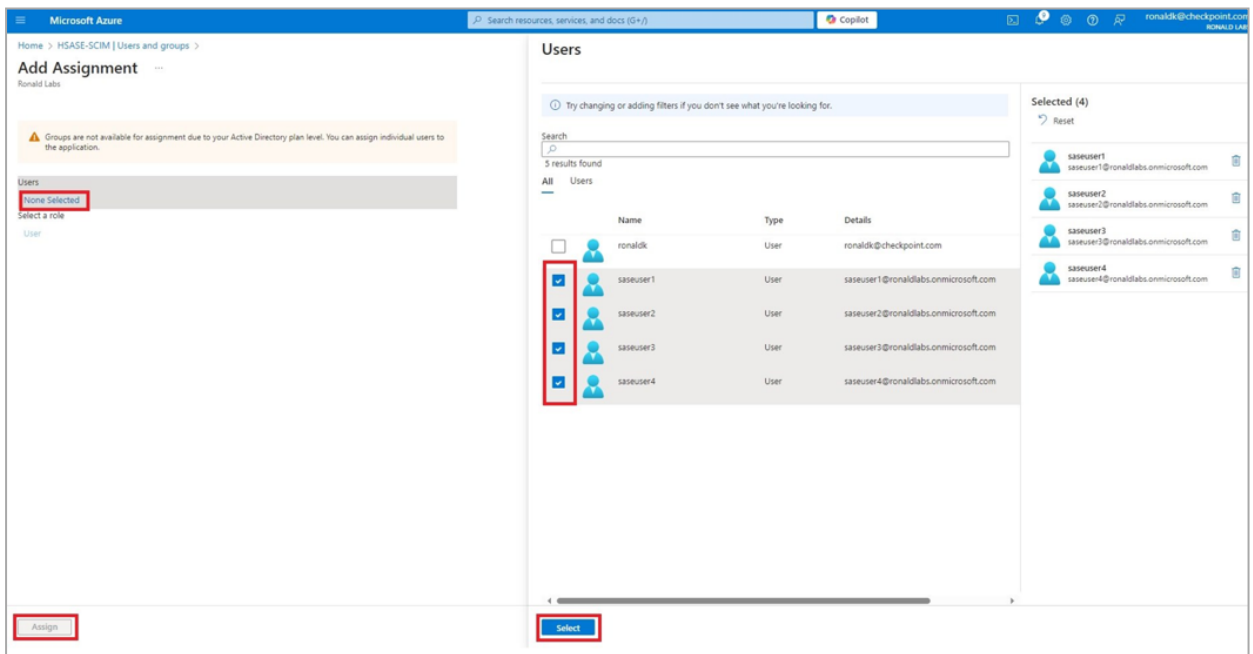 Microsoft Azure
Search resources, services, and docs (G+/)
Copilot
ronaldk@checkpoint.com
RONALD LABS
Home > HSASE-SCIM | Users and groups >
Add Assignment ...
Ronald Labs
Groups are not available for assignment due to your Active Directory plan level. You can assign individual users to
the application.
Users
None Selected
Select a role
User
Assign
Users
Try changing or adding filters if you don't see what you're looking for.
Search
5 results found
All Users
Name Type Details
ronaldk User ronaldk@checkpoint.com
saseuser1 User saseuser1@ronaldlabs.onmicrosoft.com
saseuser2 User saseuser2@ronaldlabs.onmicrosoft.com
saseuser3 User saseuser3@ronaldlabs.onmicrosoft.com
saseuser4 User saseuser4@ronaldlabs.onmicrosoft.com
Select
Selected (4)
Reset
saseuser1
saseuser1@ronaldlabs.onmicrosoft.com
saseuser2
saseuser2@ronaldlabs.onmicrosoft.com
saseuser3
saseuser3@ronaldlabs.onmicrosoft.com
saseuser4
saseuser4@ronaldlabs.onmicrosoft.com